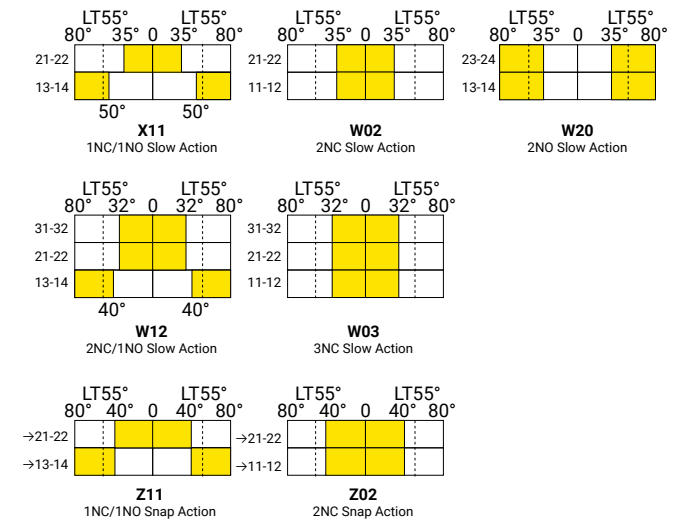 LT55° LT55°
80° 35° 0 35° 80°
21-22
13-14
50° 50°
X11
1NC/1NO Slow Action
LT55° LT55°
80° 35° 0 35° 80°
21-22
11-12
W02
2NC Slow Action
LT55° LT55°
80° 35° 0 35° 80°
23-24
13-14
W20
2NO Slow Action
LT55° LT55°
80° 32° 0 32° 80°
31-32
21-22
13-14
40° 40°
W12
2NC/1NO Slow Action
LT55° LT55°
80° 32° 0 32° 80°
31-32
21-22
11-12
W03
3NC Slow Action
LT55° LT55°
80° 40° 0 40° 80°
→21-22
→13-14
Z11
1NC/1NO Snap Action
LT55° LT55°
80° 40° 0 40° 80°
→21-22
→11-12
Z02
2NC Snap Action